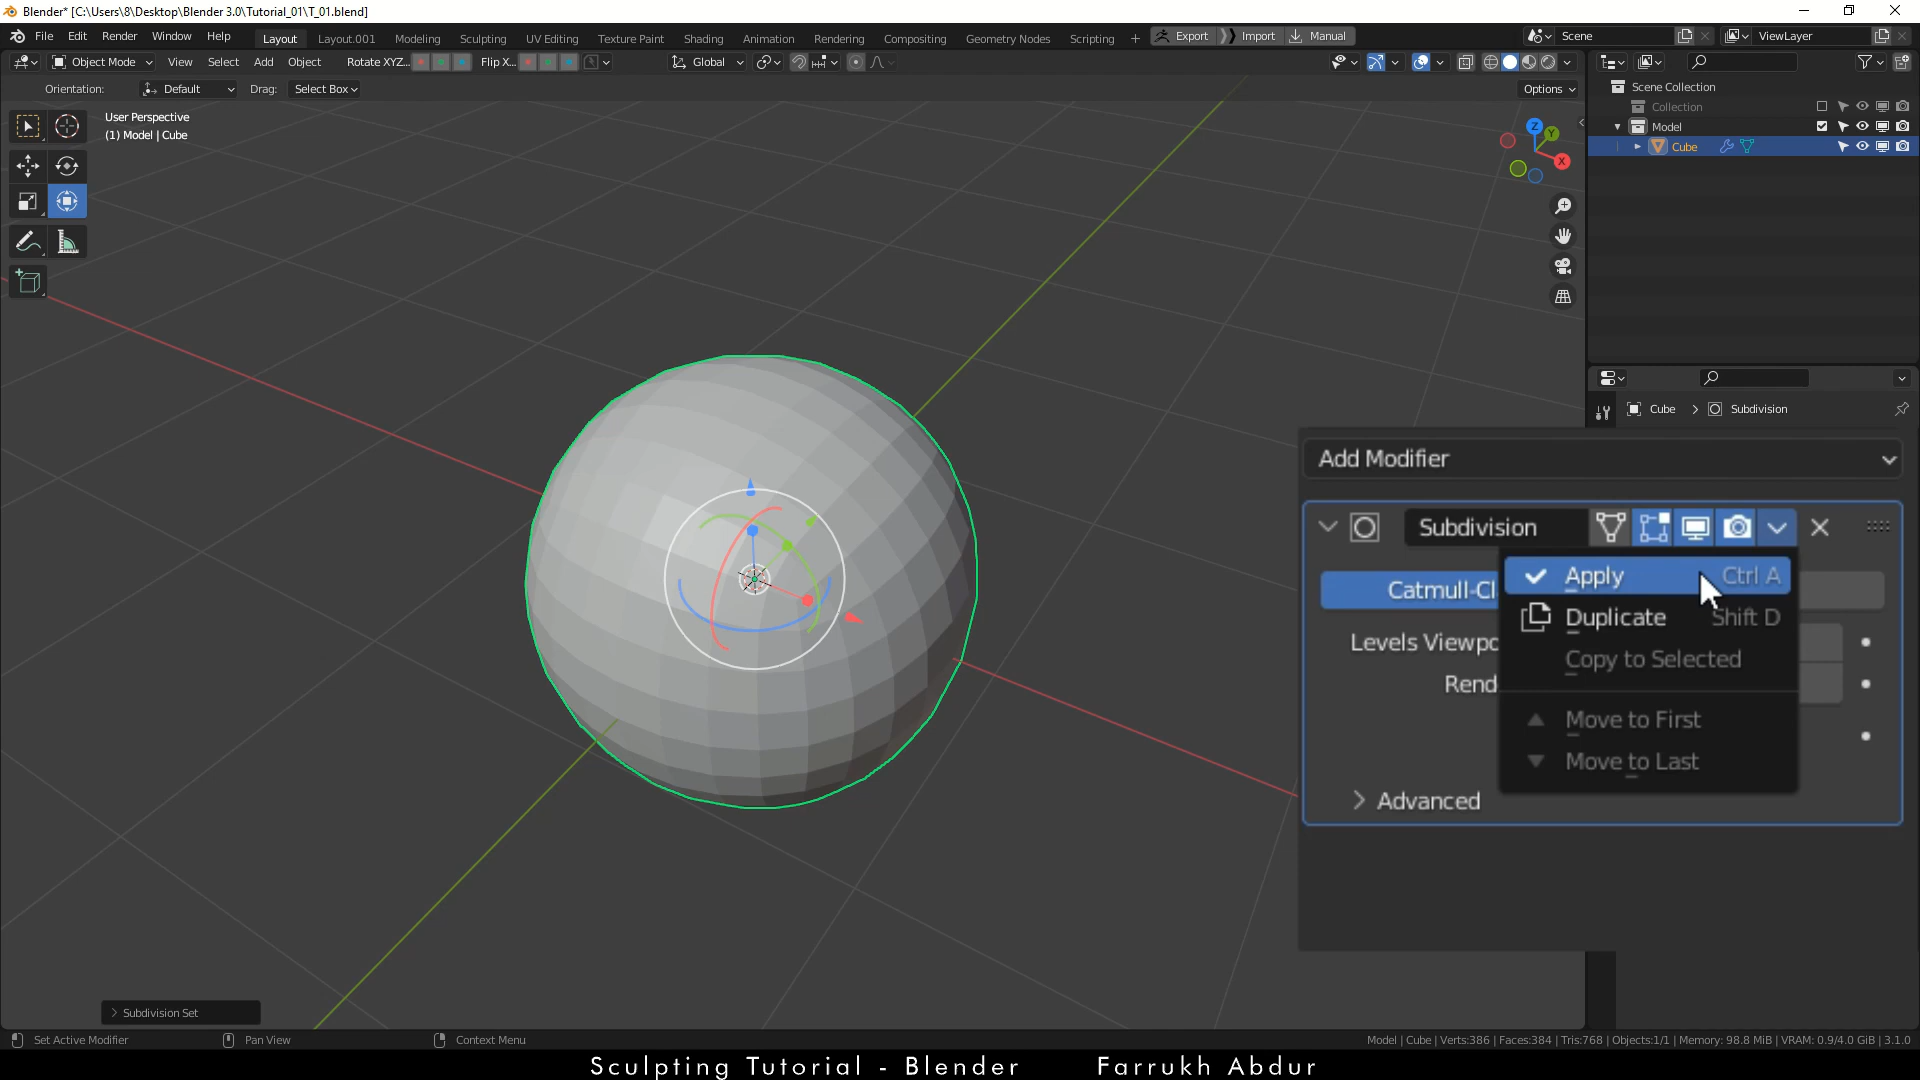 Blender* [C:\Users\8\Desktop\Blender 3.0\Tutorial_01\T_01.blend]
File Edit Render Window Help Layout Layout.001 Modeling Sculpting UV Editing Texture Paint Shading Animation Rendering Compositing Geometry Nodes Scripting + Export Import Manual Scene ViewLayer
Object Mode View Select Add Object Rotate XYZ... Flip X... Global
Orientation: Default Drag: Select Box Options
User Perspective
(1) Model | Cube
Z
Y
X
Scene Collection
Collection
Model
Cube
Cube > Subdivision
Add Modifier
Subdivision
Catmull-Cl
Levels Viewpo
Rend
Apply Ctrl A
Duplicate Shift D
Copy to Selected
Move to First
Move to Last
Advanced
Subdivision Set
Set Active Modifier Pan View Context Menu Model | Cube | Verts:386 | Faces:384 | Tris:768 | Objects:1/1 | Memory: 98.8 MiB | VRAM: 0.9/4.0 GiB | 3.1.0
Sculpting Tutorial - Blender Farrukh Abdur